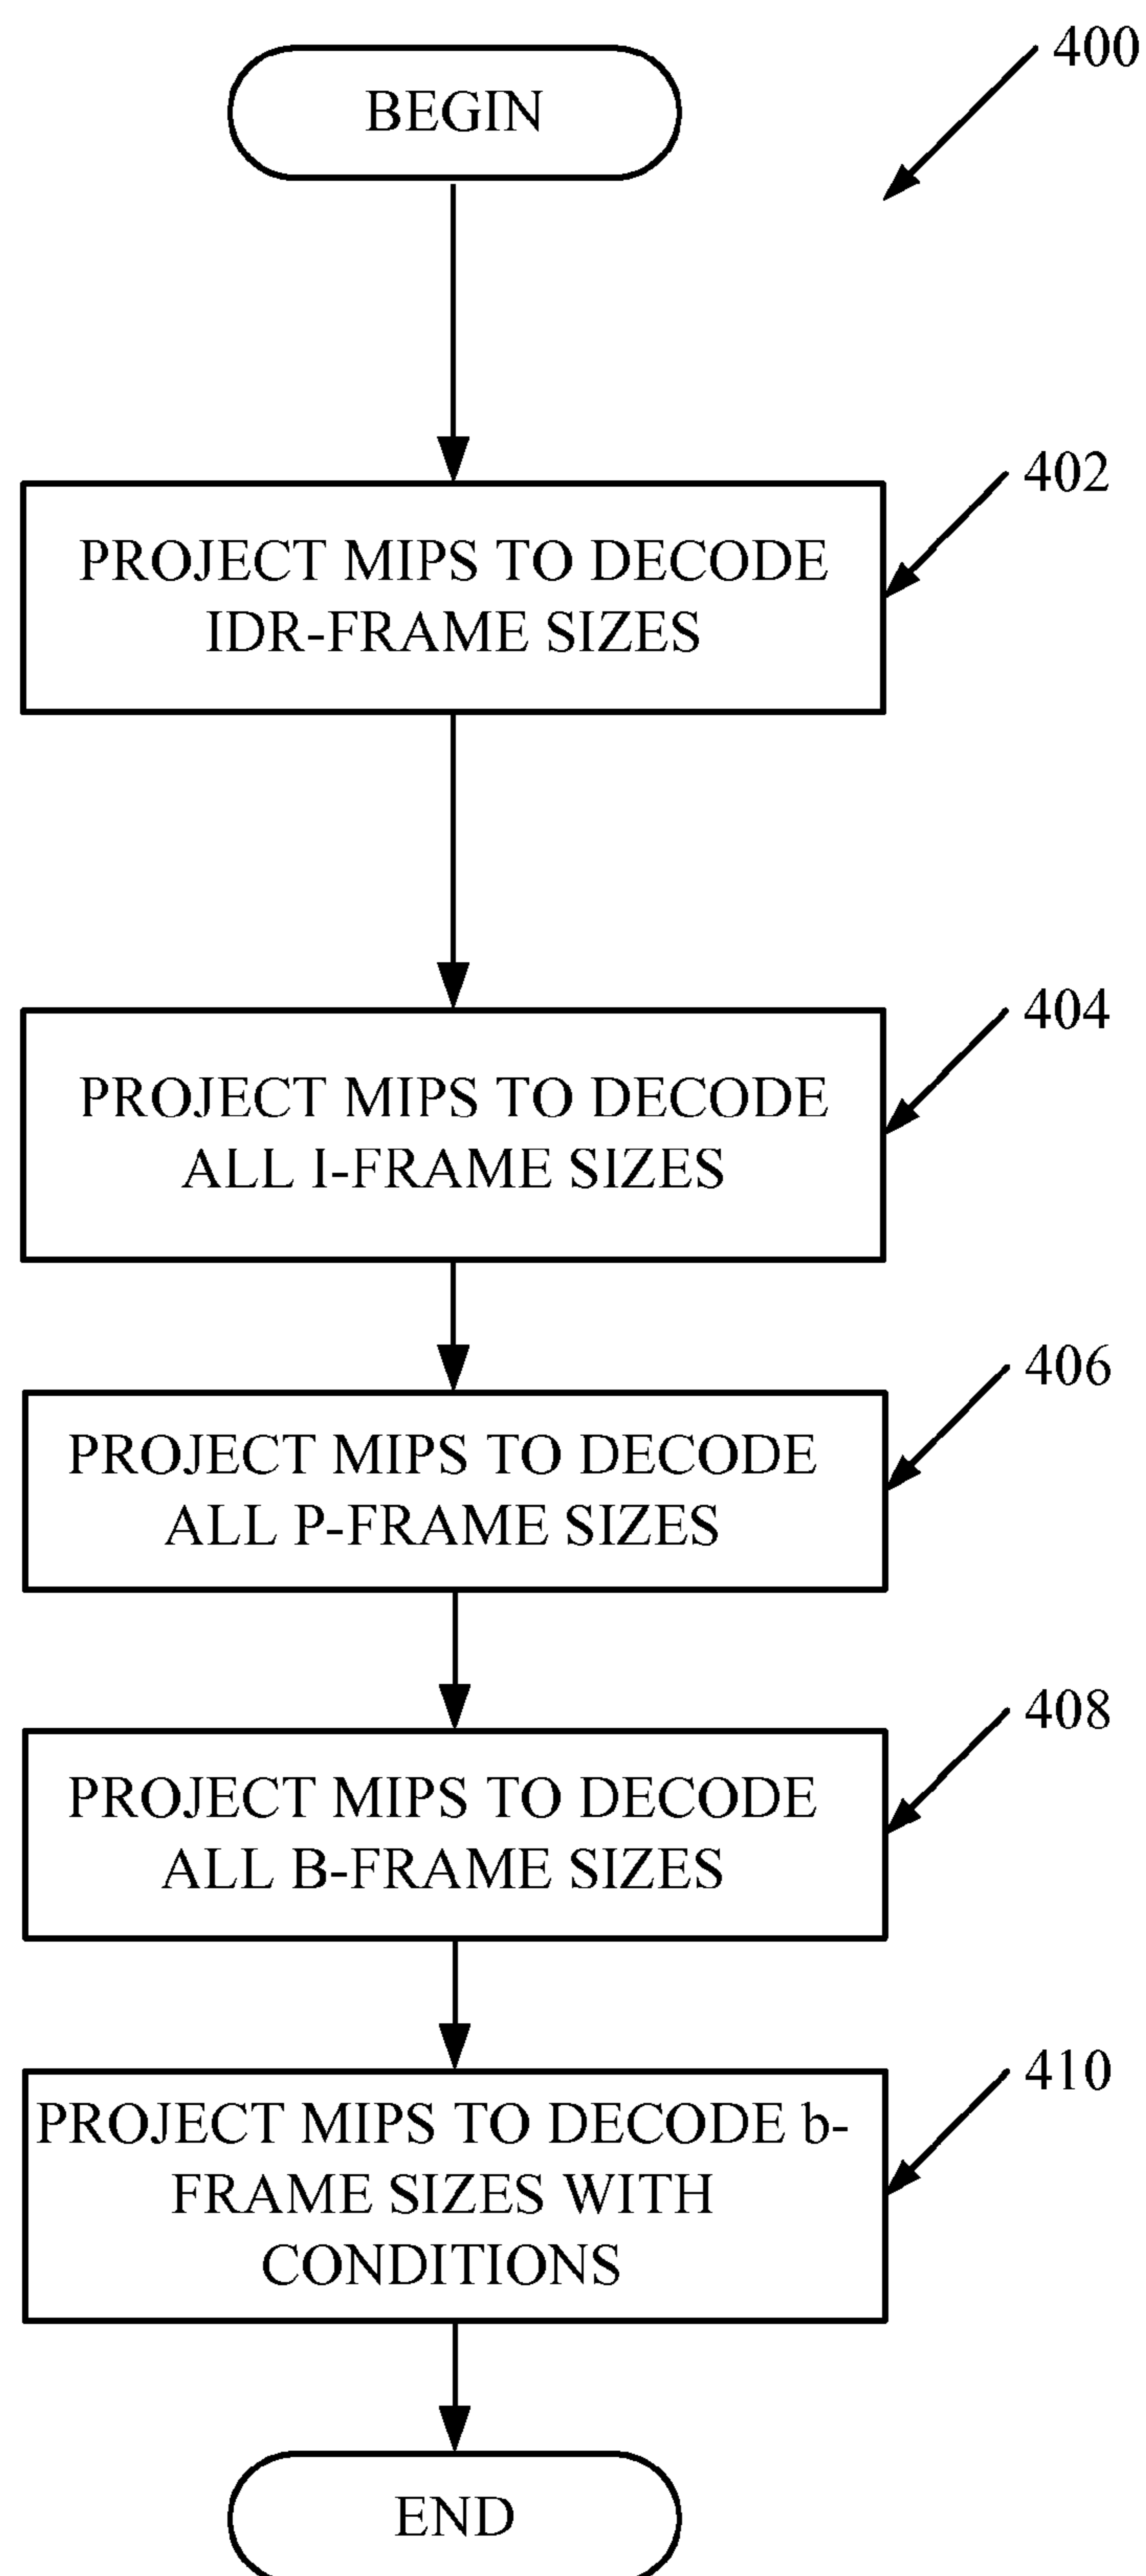 400
BEGIN
402
PROJECT MIPS TO DECODE
IDR-FRAME SIZES
404
PROJECT MIPS TO DECODE
ALL I-FRAME SIZES
406
PROJECT MIPS TO DECODE
ALL P-FRAME SIZES
408
PROJECT MIPS TO DECODE
ALL B-FRAME SIZES
410
PROJECT MIPS TO DECODE b-
FRAME SIZES WITH
CONDITIONS
END